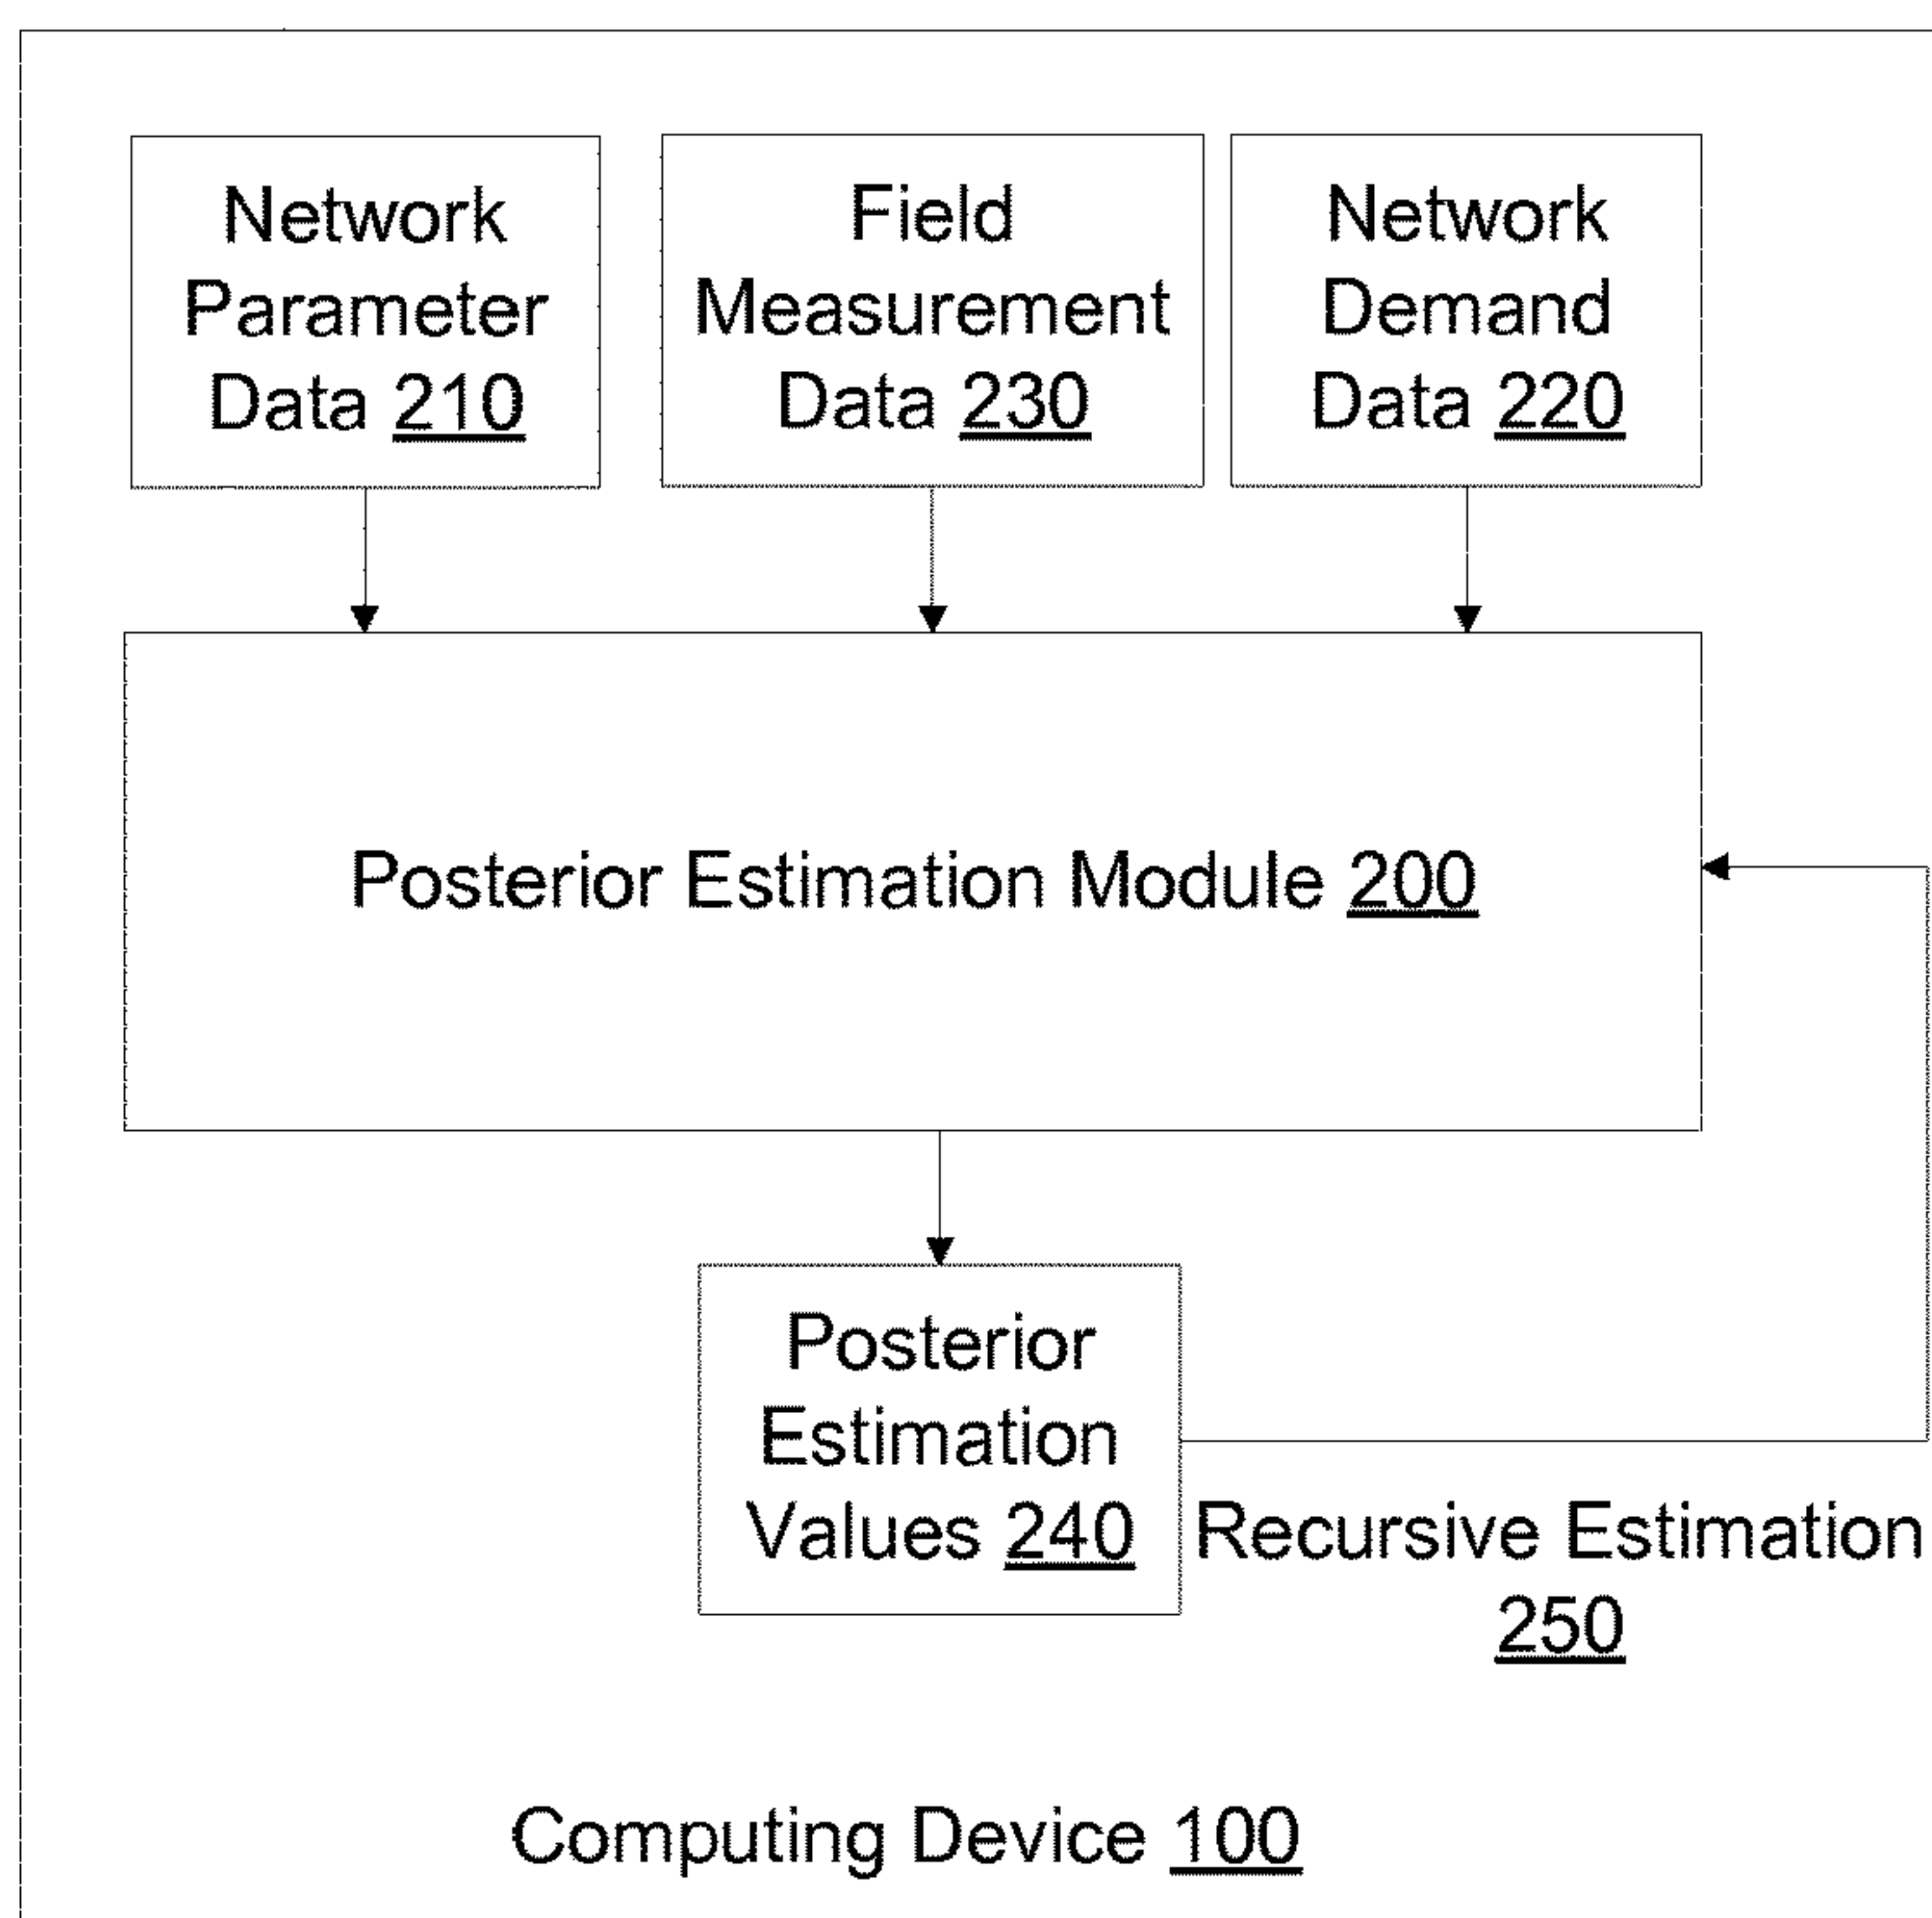 Network
Parameter
Data 210
Field
Measurement
Data 230
Network
Demand
Data 220
Posterior Estimation Module 200
Posterior
Estimation
Values 240
Recursive Estimation
250
Computing Device 100